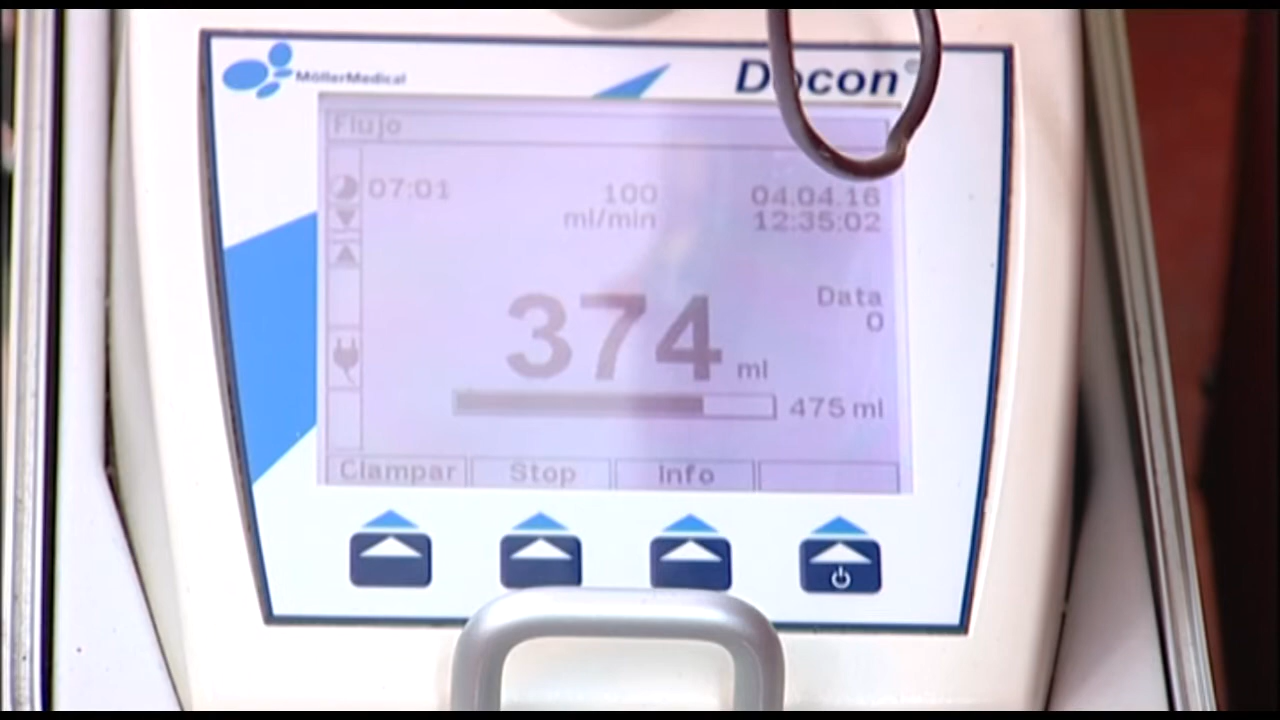 MöllerMedical
Docon
Flujo
07:01
100
ml/min
04.04.16
12:35:02
Data
0
374 ml
475 ml
Clampar
Stop
Info